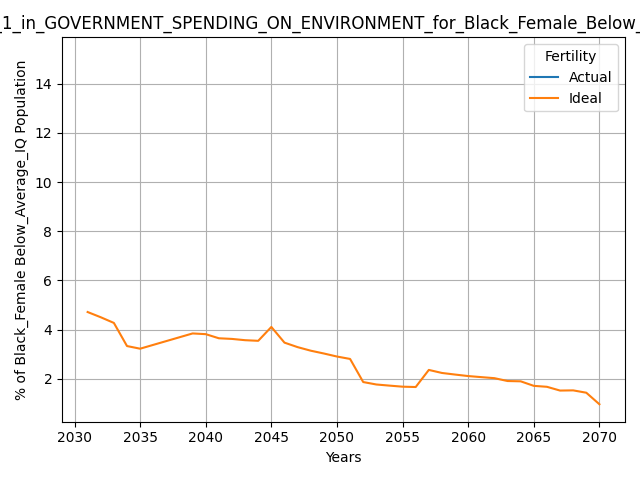 _1_in_GOVERNMENT_SPENDING_ON_ENVIRONMENT_for_Black_Female_Below_
Fertility
Actual
Ideal
14
12
10
8
6
4
2
% of Black_Female Below_Average_IQ Population
2030 2035 2040 2045 2050 2055 2060 2065 2070
Years